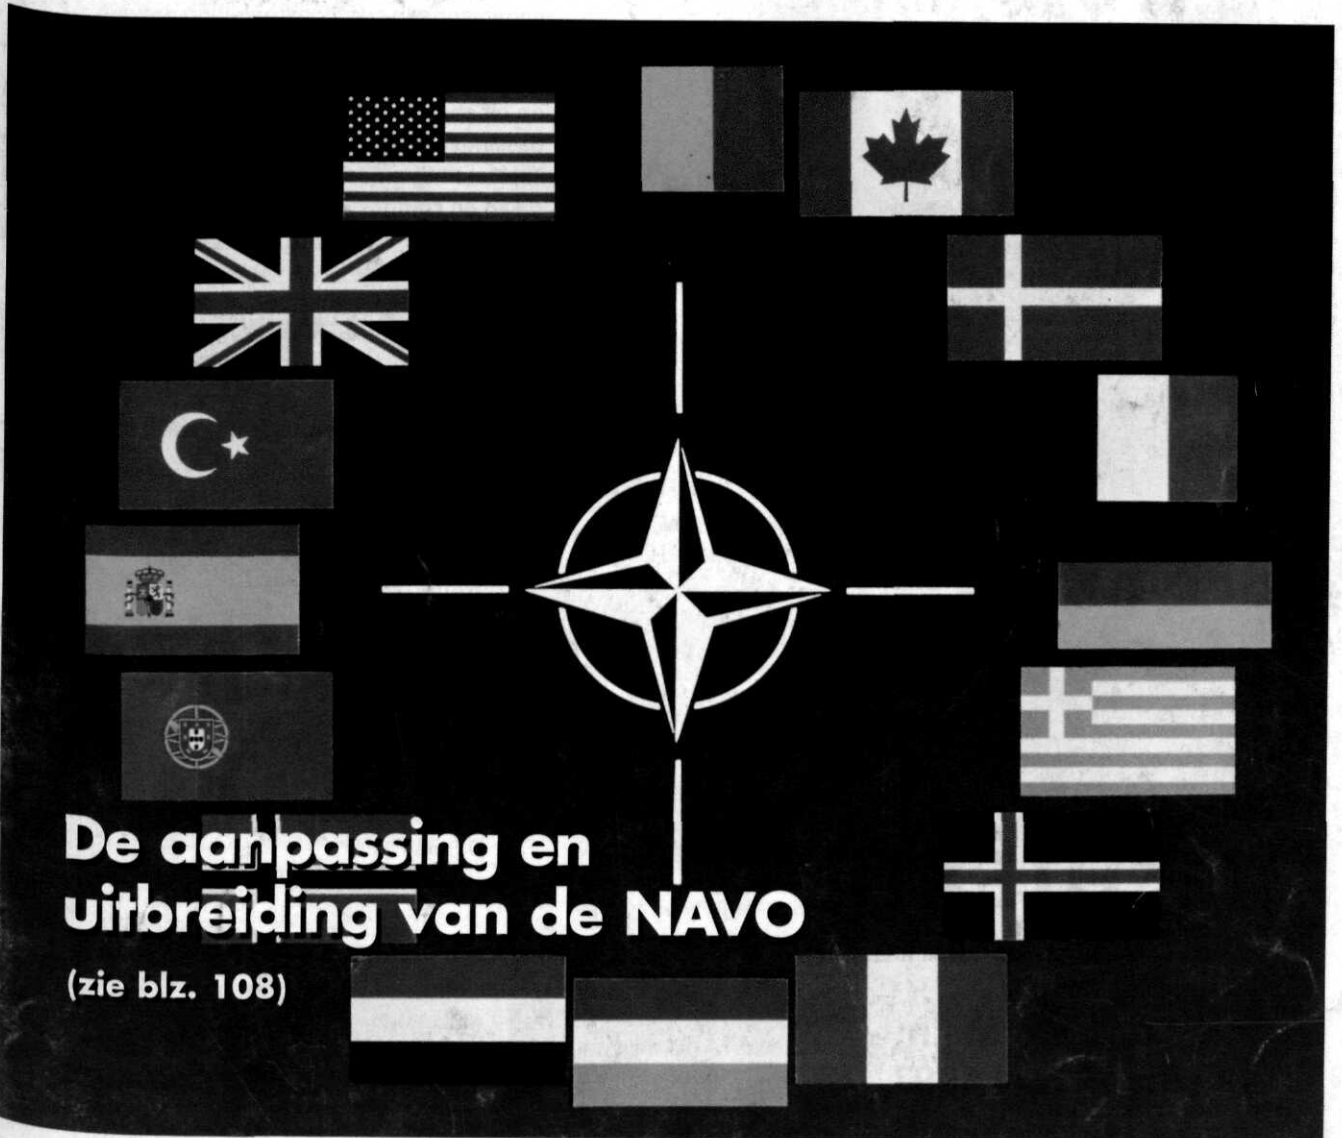 De aanpassing en
uitbreiding van de NAVO
(zie blz. 108)